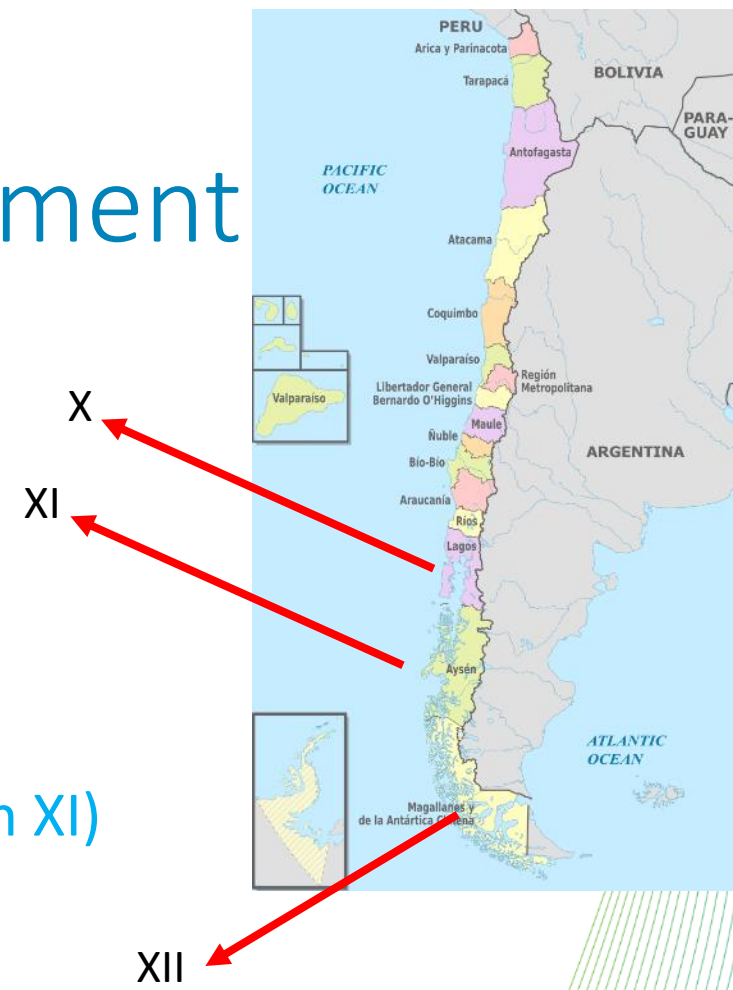 ment
X
XI
n XI)
XII
PERU
Arica y Parinacota
BOLIVIA
Tarapacá
PARA-
GUAY
Antofagasta
PACIFIC
OCEAN
Atacama
Coquimbo
Valparaíso
Región
Metropolitana
Libertador General
Bernardo O'Higgins
Valparaíso
Maule
Ñuble
ARGENTINA
Bío-Bío
Araucanía
Ríos
Lagos
Aysén
ATLANTIC
OCEAN
Magallanes y
de la Antártica Chilena